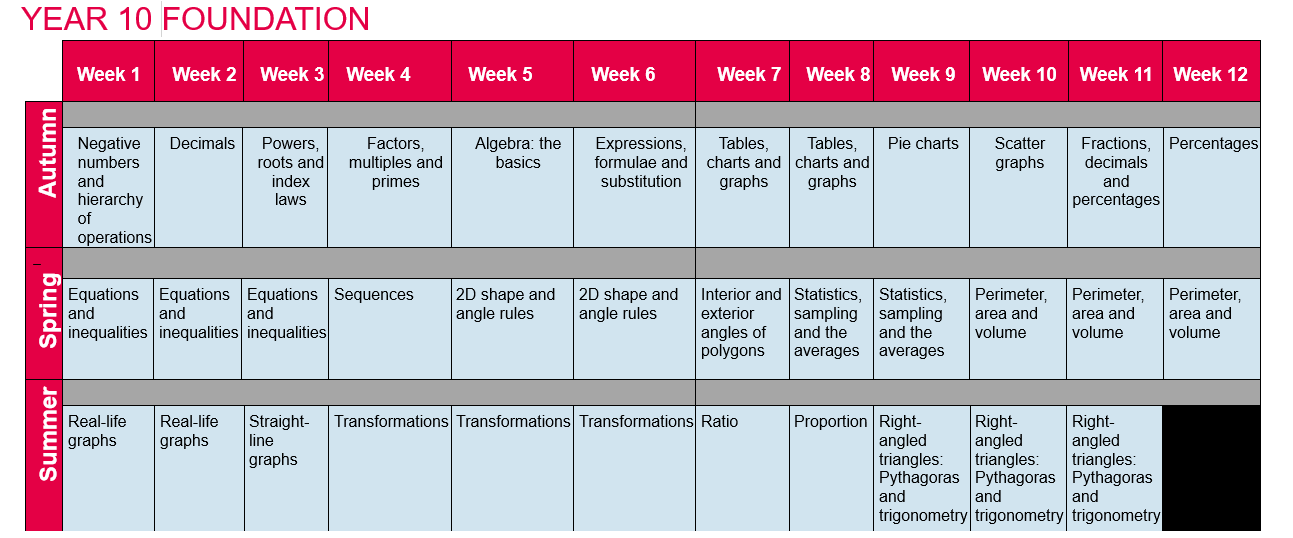 YEAR 10 FOUNDATION
Week 1 Week 2 Week 3 Week 4 Week 5 Week 6 Week 7 Week 8 Week 9 Week 10 Week 11 Week 12
Autumn
Negative
numbers
and
hierarchy
of
operations
Decimals
Powers,
roots and
index
laws
Factors,
multiples and
primes
Algebra: the
basics
Expressions,
formulae and
substitution
Tables,
charts and
graphs
Tables,
charts and
graphs
Pie charts
Scatter
graphs
Fractions,
decimals
and
percentages
Percentages
Spring
Equations
and
inequalities
Equations
and
inequalities
Equations
and
inequalities
Sequences
2D shape and
angle rules
2D shape and
angle rules
Interior and
exterior
angles of
polygons
Statistics,
sampling
and the
averages
Statistics,
sampling
and the
averages
Perimeter,
area and
volume
Perimeter,
area and
volume
Perimeter,
area and
volume
Summer
Real-life
graphs
Real-life
graphs
Straight-
line
graphs
Transformations
Transformations
Transformations
Ratio
Proportion
Right-
angled
triangles:
Pythagoras
and
trigonometry
Right-
angled
triangles:
Pythagoras
and
trigonometry
Right-
angled
triangles:
Pythagoras
and
trigonometry